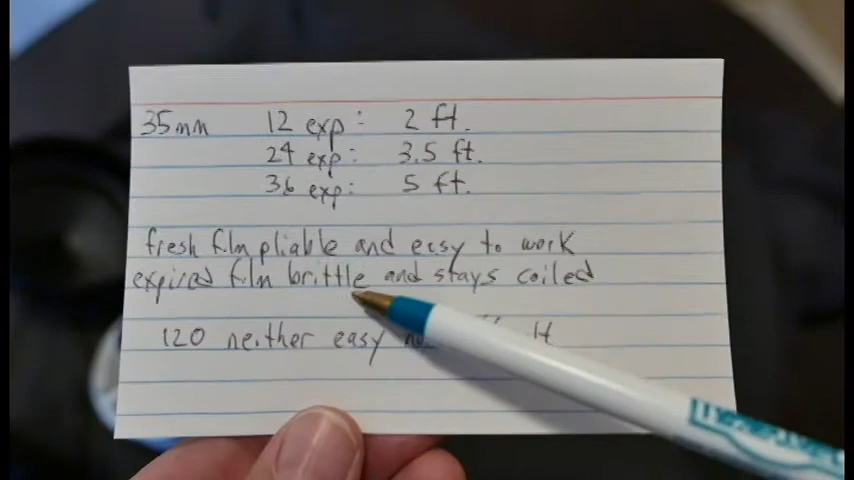 35mm 12 exp: 2 ft.
24 exp: 3.5 ft.
36 exp: 5 ft.
fresh film pliable and easy to work
expired film brittle and stays coiled
120 neither easy